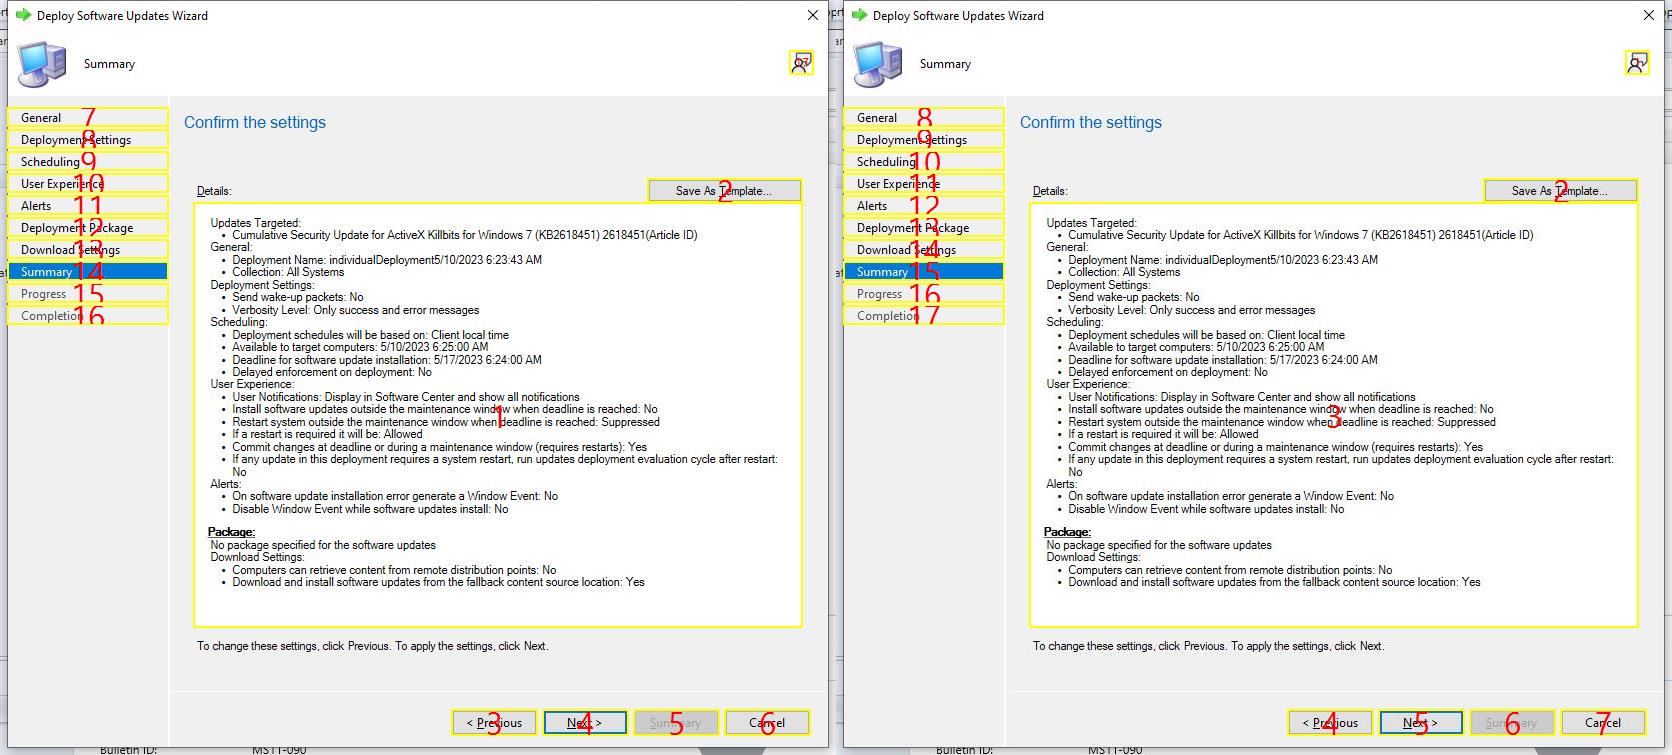 Deploy Software Updates Wizard
Summary
General 7
Deployment Settings 8
Scheduling 9
User Experience 10
Alerts 11
Deployment Package 12
Download Settings 13
Summary 14
Progress 15
Completion 16
Confirm the settings
Details:
Save As Template... 2
Updates Targeted:
• Cumulative Security Update for ActiveX Killbits for Windows 7 (KB2618451) 2618451(Article ID)
General:
• Deployment Name: individualDeployment5/10/2023 6:23:43 AM
• Collection: All Systems
Deployment Settings:
• Send wake-up packets: No
• Verbosity Level: Only success and error messages
Scheduling:
• Deployment schedules will be based on: Client local time
• Available to target computers: 5/10/2023 6:25:00 AM
• Deadline for software update installation: 5/17/2023 6:24:00 AM
• Delayed enforcement on deployment: No
User Experience:
• User Notifications: Display in Software Center and show all notifications
• Install software updates outside the maintenance window when deadline is reached: No
1
• Restart system outside the maintenance window when deadline is reached: Suppressed
• If a restart is required it will be: Allowed
• Commit changes at deadline or during a maintenance window (requires restarts): Yes
• If any update in this deployment requires a system restart, run updates deployment evaluation cycle after restart:
No
Alerts:
• On software update installation error generate a Window Event: No
• Disable Window Event while software updates install: No
Package:
No package specified for the software updates
Download Settings:
• Computers can retrieve content from remote distribution points: No
• Download and install software updates from the fallback content source location: Yes
To change these settings, click Previous. To apply the settings, click Next.
< Previous 3
Next > 4
Summary 5
Cancel 6
Bulletin ID: MS11-090
Deploy Software Updates Wizard
Summary
General 8
Deployment Settings 9
Scheduling 10
User Experience 11
Alerts 12
Deployment Package 13
Download Settings 14
Summary 15
Progress 16
Completion 17
Confirm the settings
Details:
Save As Template... 2
Updates Targeted:
• Cumulative Security Update for ActiveX Killbits for Windows 7 (KB2618451) 2618451(Article ID)
General:
• Deployment Name: individualDeployment5/10/2023 6:23:43 AM
• Collection: All Systems
Deployment Settings:
• Send wake-up packets: No
• Verbosity Level: Only success and error messages
Scheduling:
• Deployment schedules will be based on: Client local time
• Available to target computers: 5/10/2023 6:25:00 AM
• Deadline for software update installation: 5/17/2023 6:24:00 AM
• Delayed enforcement on deployment: No
User Experience:
• User Notifications: Display in Software Center and show all notifications
• Install software updates outside the maintenance window when deadline is reached: No
3
• Restart system outside the maintenance window when deadline is reached: Suppressed
• If a restart is required it will be: Allowed
• Commit changes at deadline or during a maintenance window (requires restarts): Yes
• If any update in this deployment requires a system restart, run updates deployment evaluation cycle after restart:
No
Alerts:
• On software update installation error generate a Window Event: No
• Disable Window Event while software updates install: No
Package:
No package specified for the software updates
Download Settings:
• Computers can retrieve content from remote distribution points: No
• Download and install software updates from the fallback content source location: Yes
To change these settings, click Previous. To apply the settings, click Next.
< Previous 4
Next > 5
Summary 6
Cancel 7
Bulletin ID: MS11-090